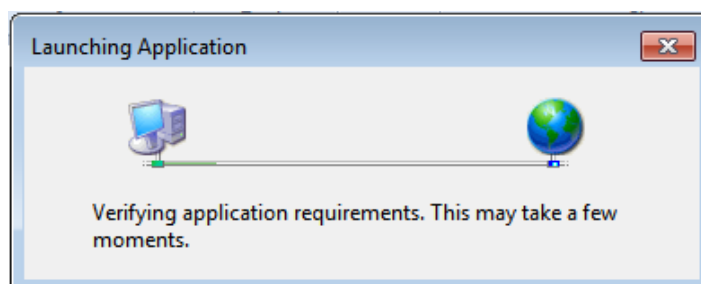 Launching Application
Verifying application requirements. This may take a few
moments.